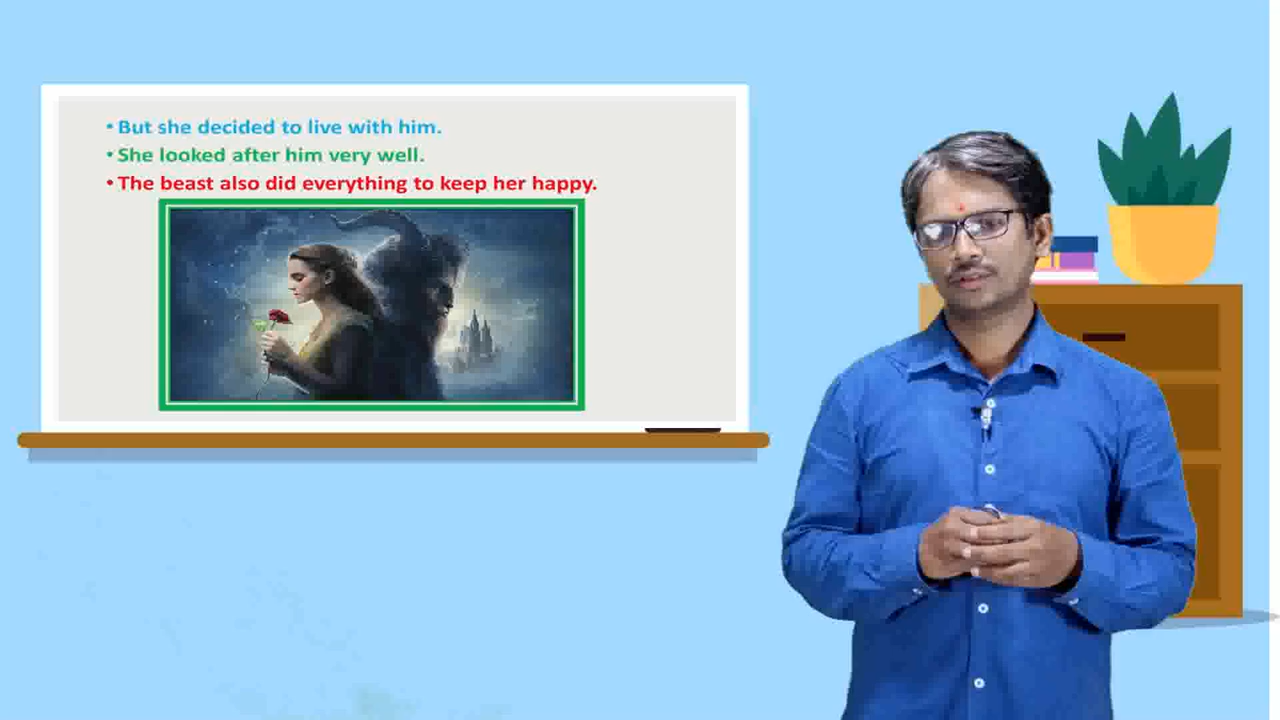 • But she decided to live with him.
• She looked after him very well.
• The beast also did everything to keep her happy.